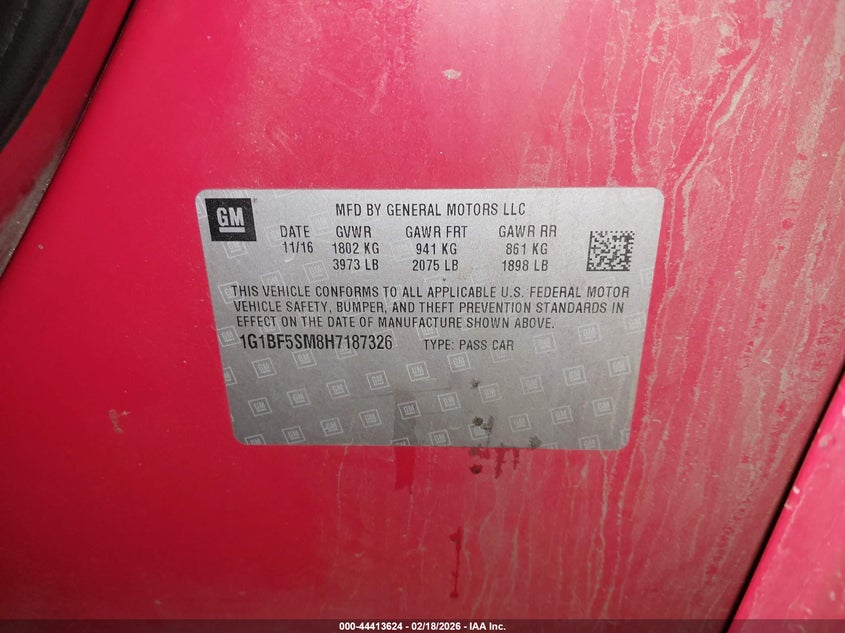 GM
MFD BY GENERAL MOTORS LLC
DATE GVWR GAWR FRT GAWR RR
11/16 1802 KG 941 KG 861 KG
3973 LB 2075 LB 1898 LB
THIS VEHICLE CONFORMS TO ALL APPLICABLE U.S. FEDERAL MOTOR
VEHICLE SAFETY, BUMPER, AND THEFT PREVENTION STANDARDS IN
EFFECT ON THE DATE OF MANUFACTURE SHOWN ABOVE.
1G1BF5SM8H7187326 TYPE: PASS CAR
000-44413624 - 02/18/2026 - IAA Inc.